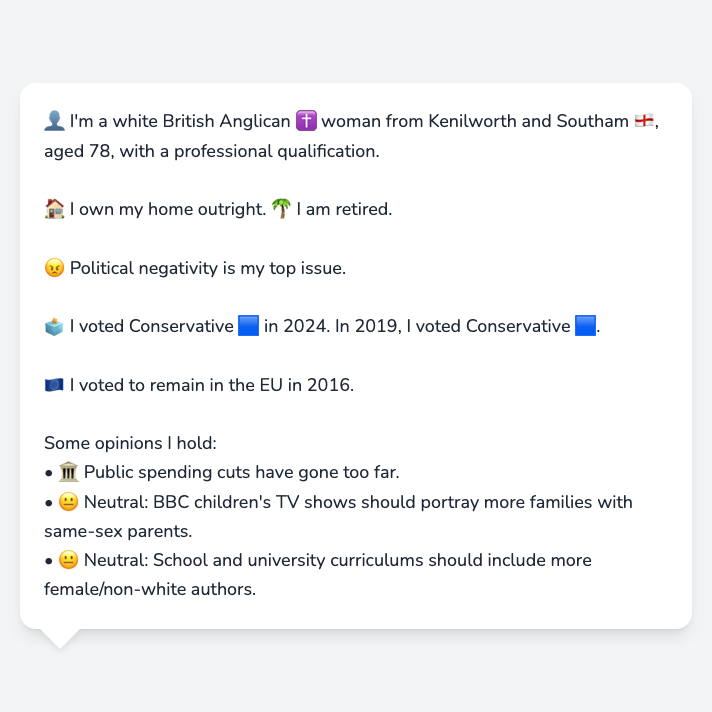 👤 I'm a white British Anglican ✝️ woman from Kenilworth and Southam 🏴󠁧󠁢󠁥󠁮󠁧󠁿,
aged 78, with a professional qualification.
🏠 I own my home outright. 🌴 I am retired.
😠 Political negativity is my top issue.
🗳️ I voted Conservative 🟦 in 2024. In 2019, I voted Conservative 🟦.
🇪🇺 I voted to remain in the EU in 2016.
Some opinions I hold:
• 🏛️ Public spending cuts have gone too far.
• 😐 Neutral: BBC children's TV shows should portray more families with
same-sex parents.
• 😐 Neutral: School and university curriculums should include more
female/non-white authors.